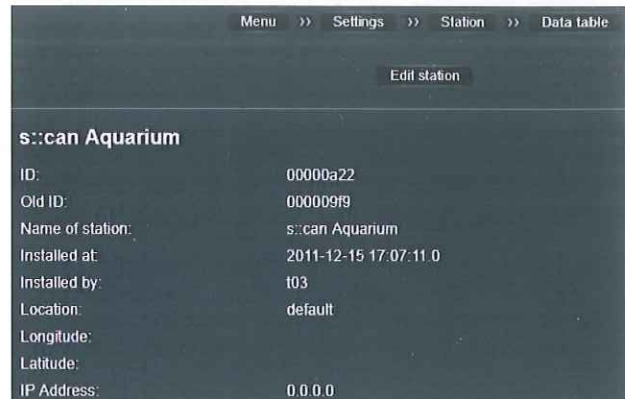 Menu >> Settings >> Station >> Data table
Edit station
s::can Aquarium
ID: 00000a22
Old ID: 000009f9
Name of station: s::can Aquarium
Installed at: 2011-12-15 17:07:11.0
Installed by: t03
Location: default
Longitude:
Latitude:
IP Address: 0.0.0.0